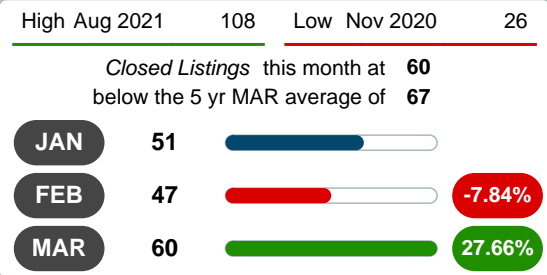 High Aug 2021 108 Low Nov 2020 26
Closed Listings this month at 60
below the 5 yr MAR average of 67
JAN 51
FEB 47 -7.84%
MAR 60 27.66%